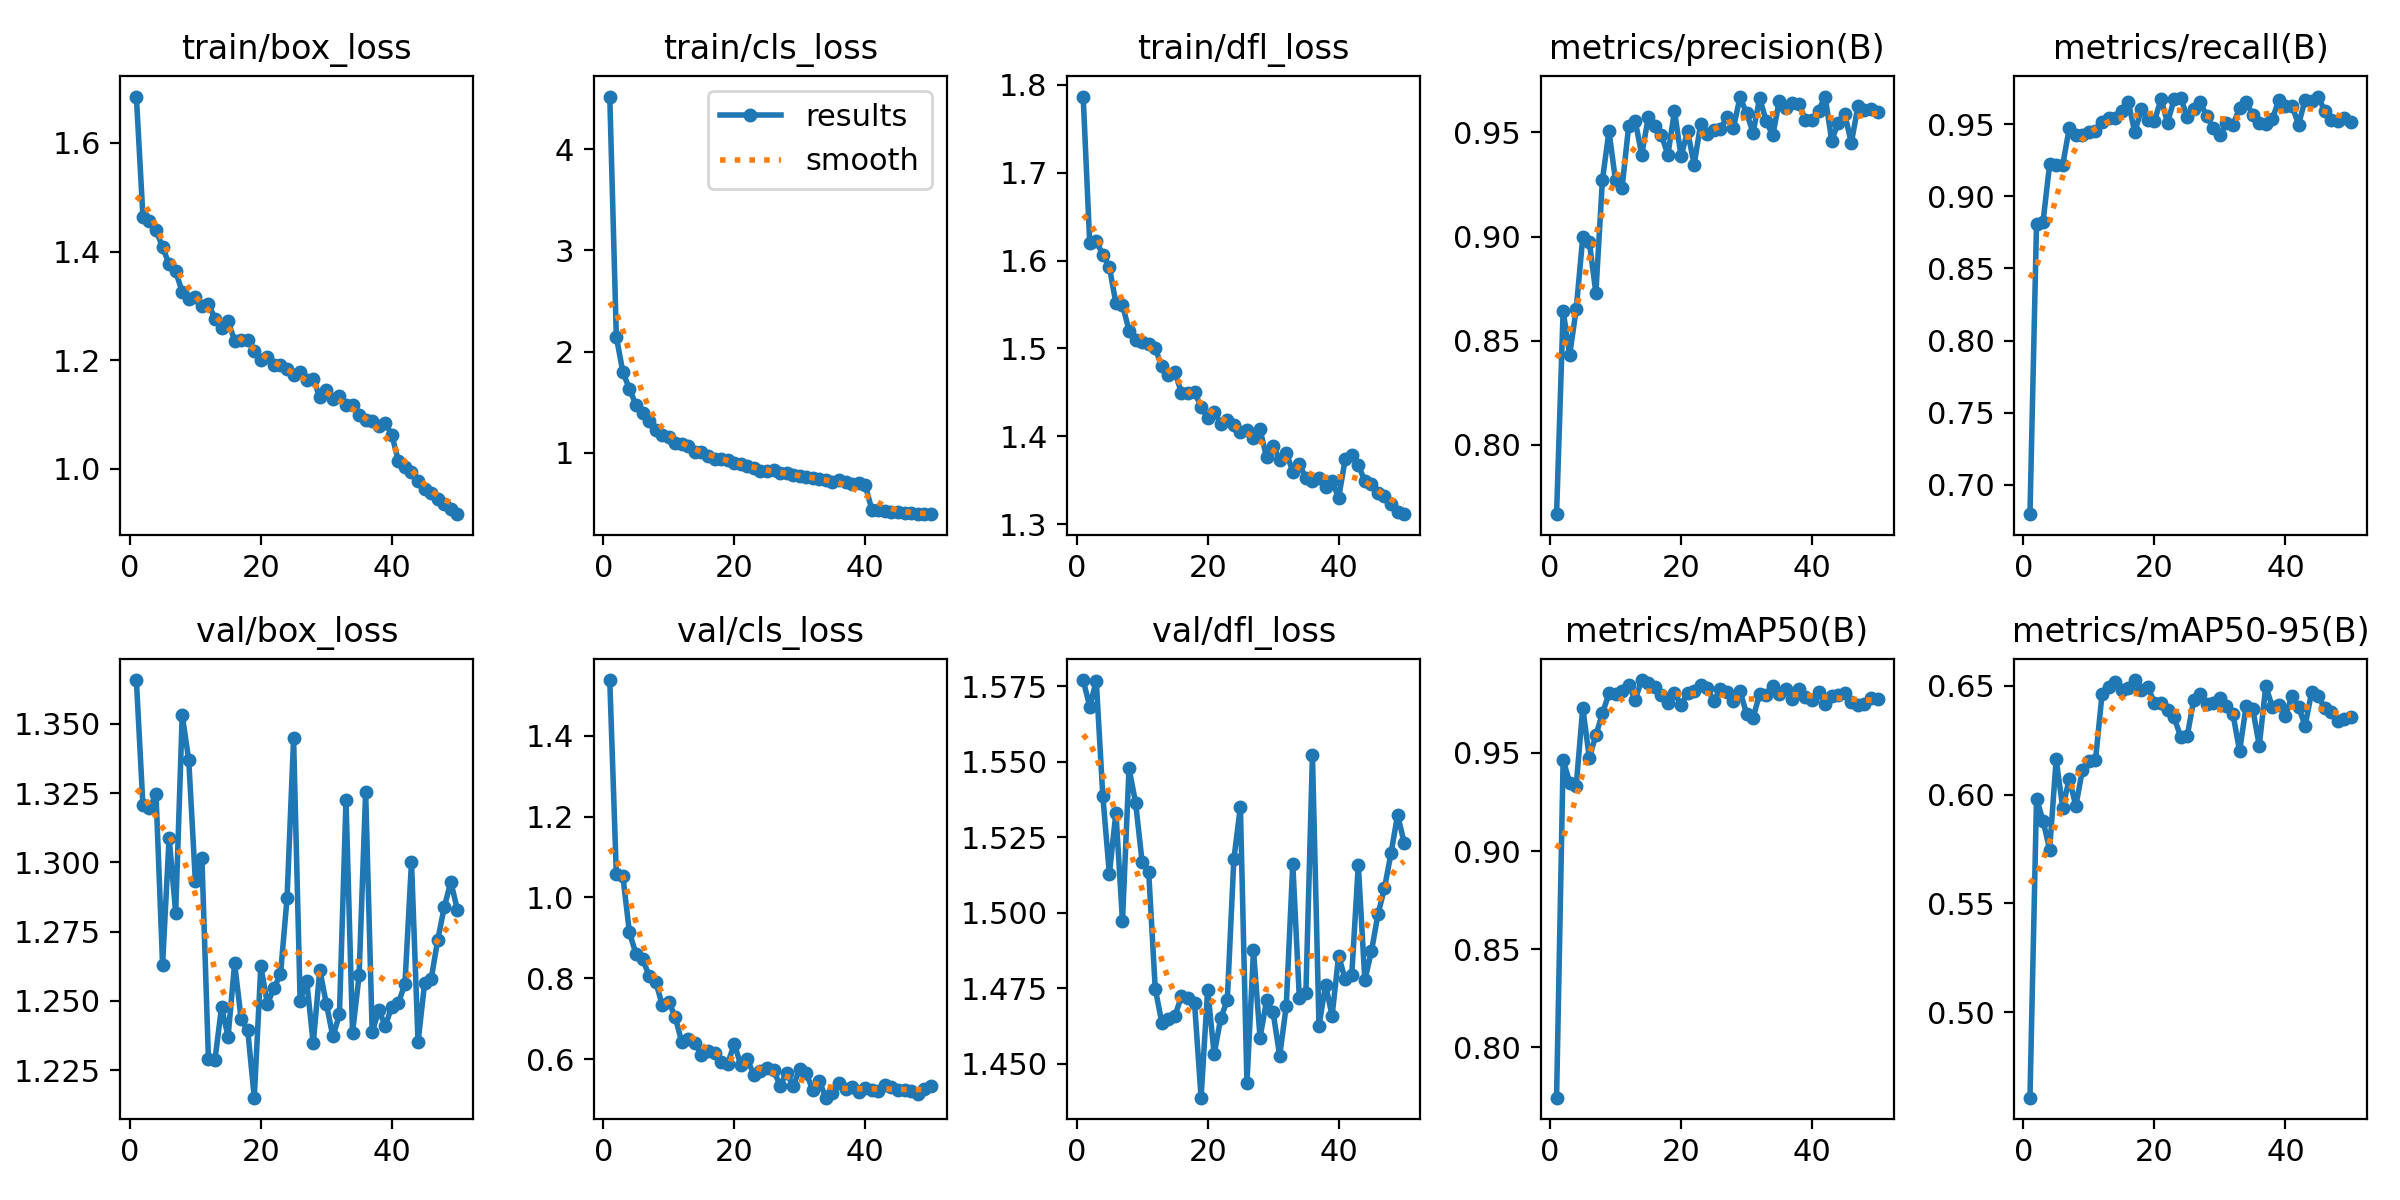 train/box_loss
train/cls_loss
train/dfl_loss
metrics/precision(B)
metrics/recall(B)
1.6
1.4
1.2
1.0
0 20 40
4
3
2
1
results
smooth
0 20 40
1.8
1.7
1.6
1.5
1.4
1.3
0 20 40
0.95
0.90
0.85
0.80
0 20 40
0.95
0.90
0.85
0.80
0.75
0.70
0 20 40
val/box_loss
val/cls_loss
val/dfl_loss
metrics/mAP50(B)
metrics/mAP50-95(B)
1.350
1.325
1.300
1.275
1.250
1.225
0 20 40
1.4
1.2
1.0
0.8
0.6
0 20 40
1.575
1.550
1.525
1.500
1.475
1.450
0 20 40
0.95
0.90
0.85
0.80
0 20 40
0.65
0.60
0.55
0.50
0 20 40